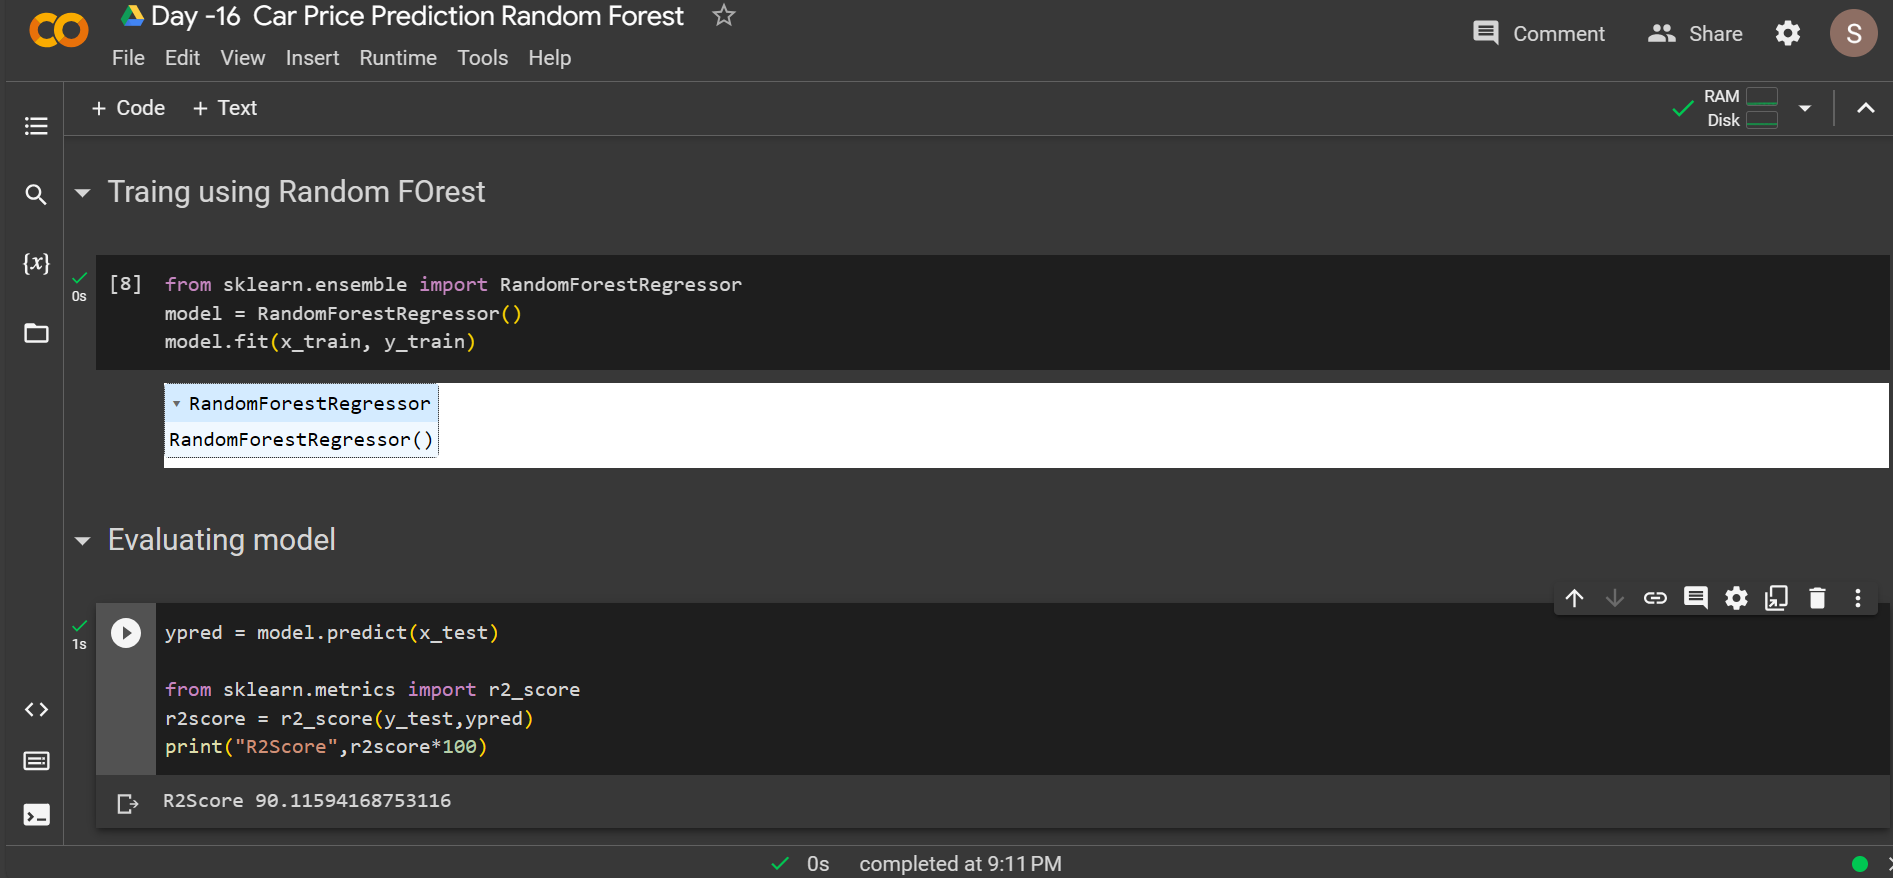 Day -16 Car Price Prediction Random Forest
Comment
Share
S
File Edit View Insert Runtime Tools Help
+ Code + Text
RAM
Disk
Traing using Random FOrest
{x}
0s
[8] from sklearn.ensemble import RandomForestRegressor
model = RandomForestRegressor()
model.fit(x_train, y_train)
RandomForestRegressor
RandomForestRegressor()
Evaluating model
1s
ypred = model.predict(x_test)
from sklearn.metrics import r2_score
r2score = r2_score(y_test,ypred)
print("R2Score",r2score*100)
R2Score 90.11594168753116
0s completed at 9:11 PM